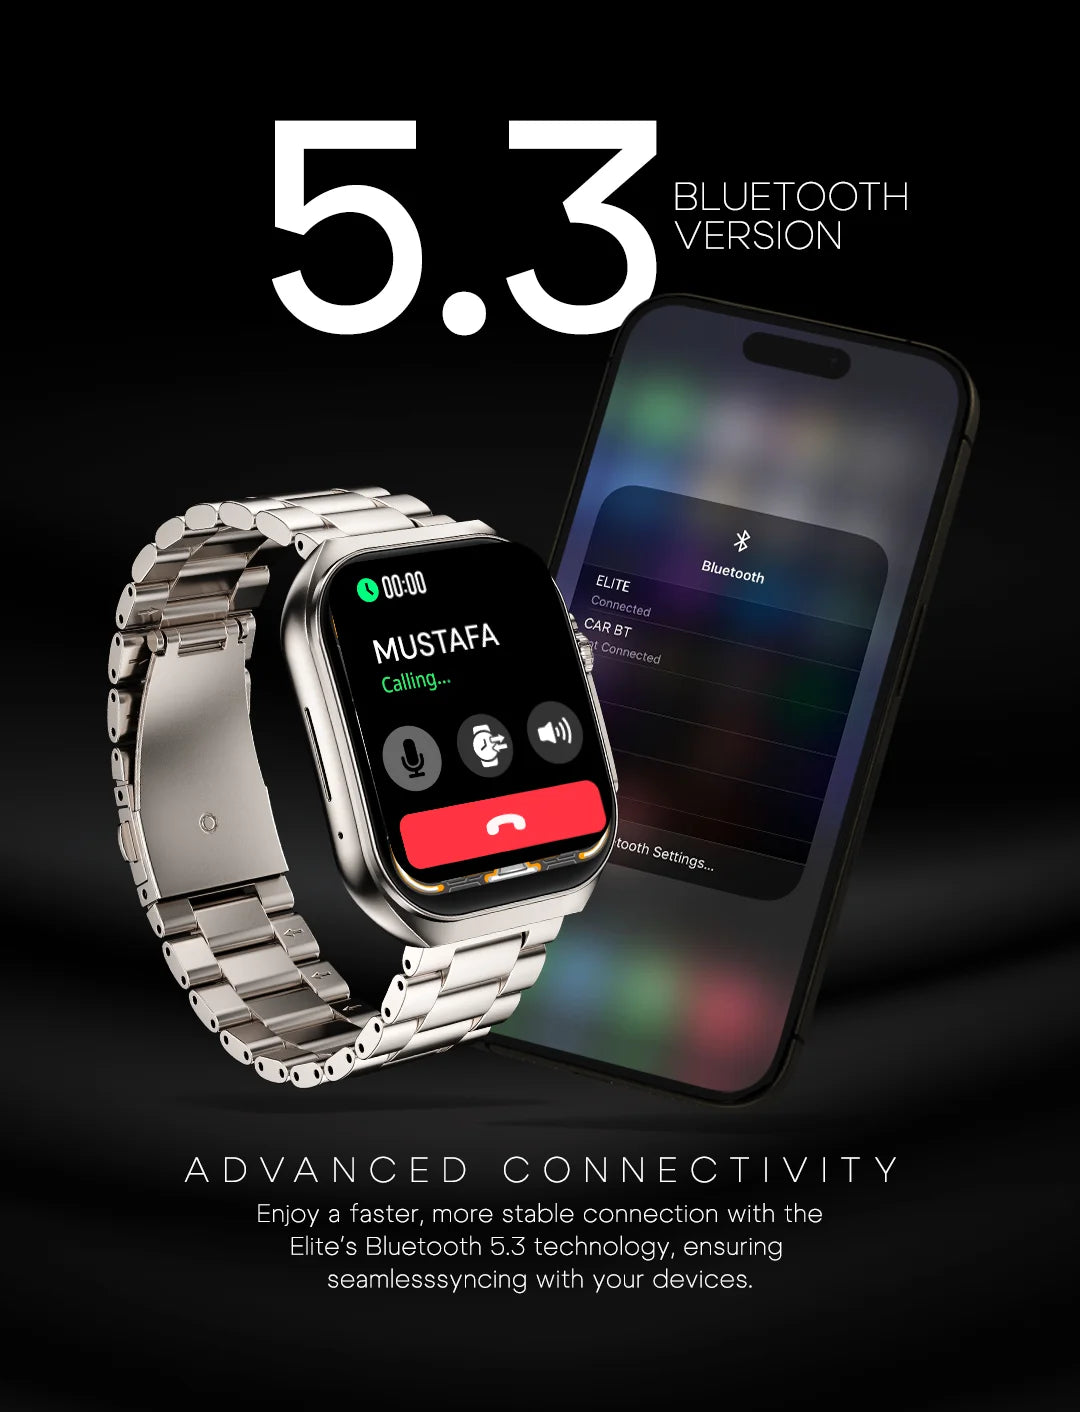 5.3
BLUETOOTH
VERSION
Bluetooth
ELITE
Connected
CAR BT
t Connected
tooth Settings...
00:00
MUSTAFA
Calling...
ADVANCED CONNECTIVITY
Enjoy a faster, more stable connection with the
Elite's Bluetooth 5.3 technology, ensuring
seamlesssyncing with your devices.